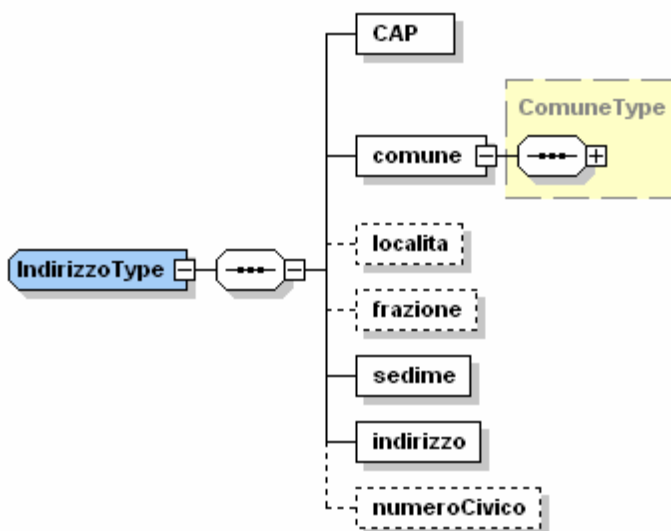 CAP
ComuneType
comune
localita
IndirizzoType
frazione
sedime
indirizzo
numeroCivico